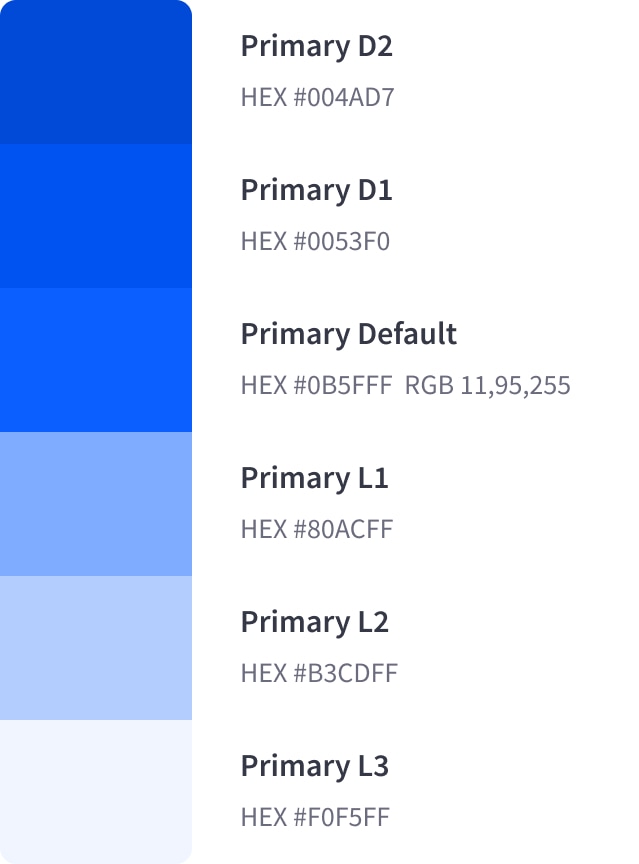 Primary D2
HEX #004AD7
Primary D1
HEX #0053F0
Primary Default
HEX #0B5FFF  RGB 11,95,255
Primary L1
HEX #80ACFF
Primary L2
HEX #B3CDFF
Primary L3
HEX #F0F5FF